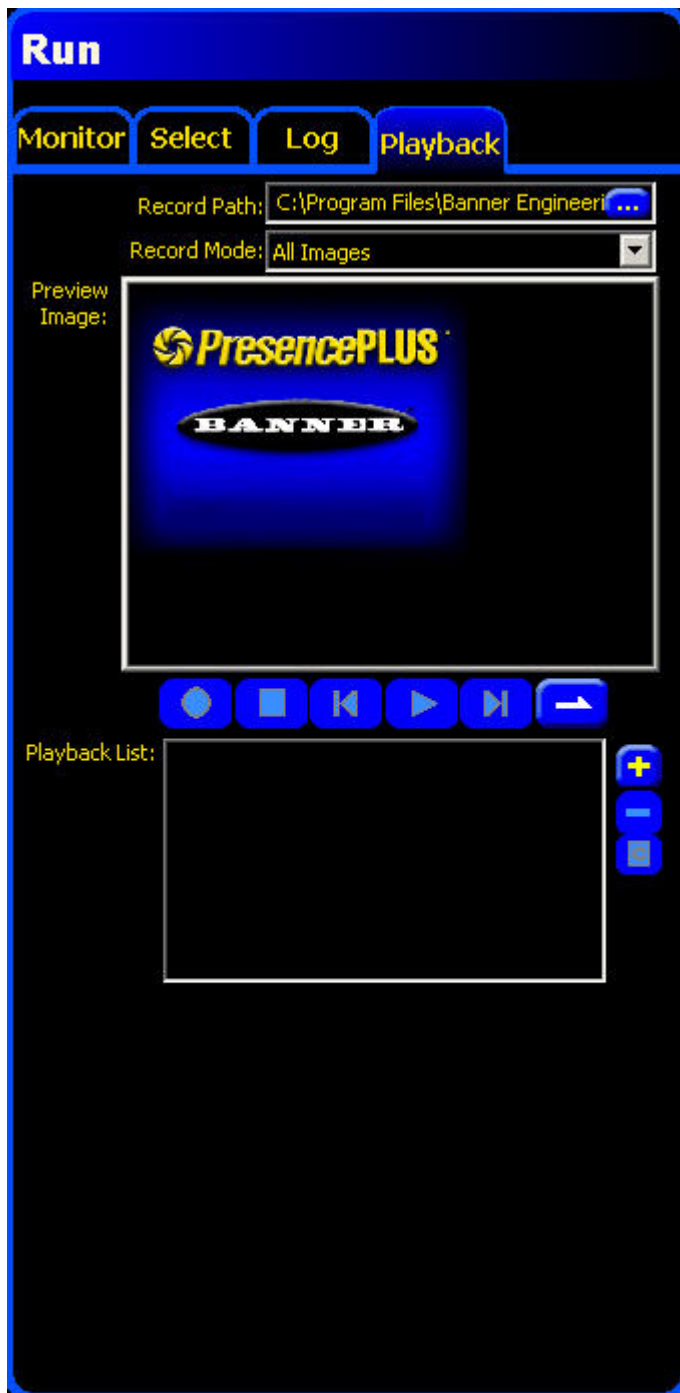 Run
Monitor Select Log Playback
Record Path: C:\Program Files\Banner Engineeri ...
Record Mode: All Images
Preview
Image:
PresencePLUS
BANNER
Playback List: